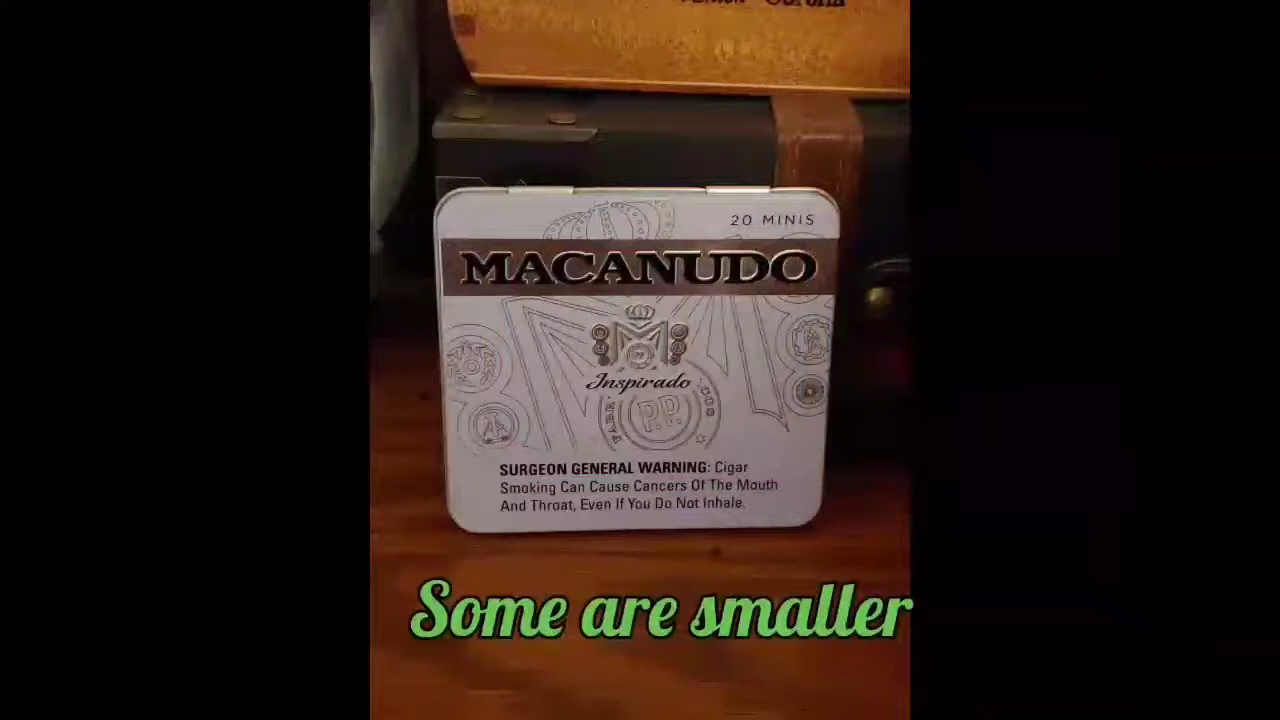 Corona
20 MINIS
MACANUDO
Inspirado
P.P.
SURGEON GENERAL WARNING: Cigar
Smoking Can Cause Cancers Of The Mouth
And Throat, Even If You Do Not Inhale.
Some are smaller